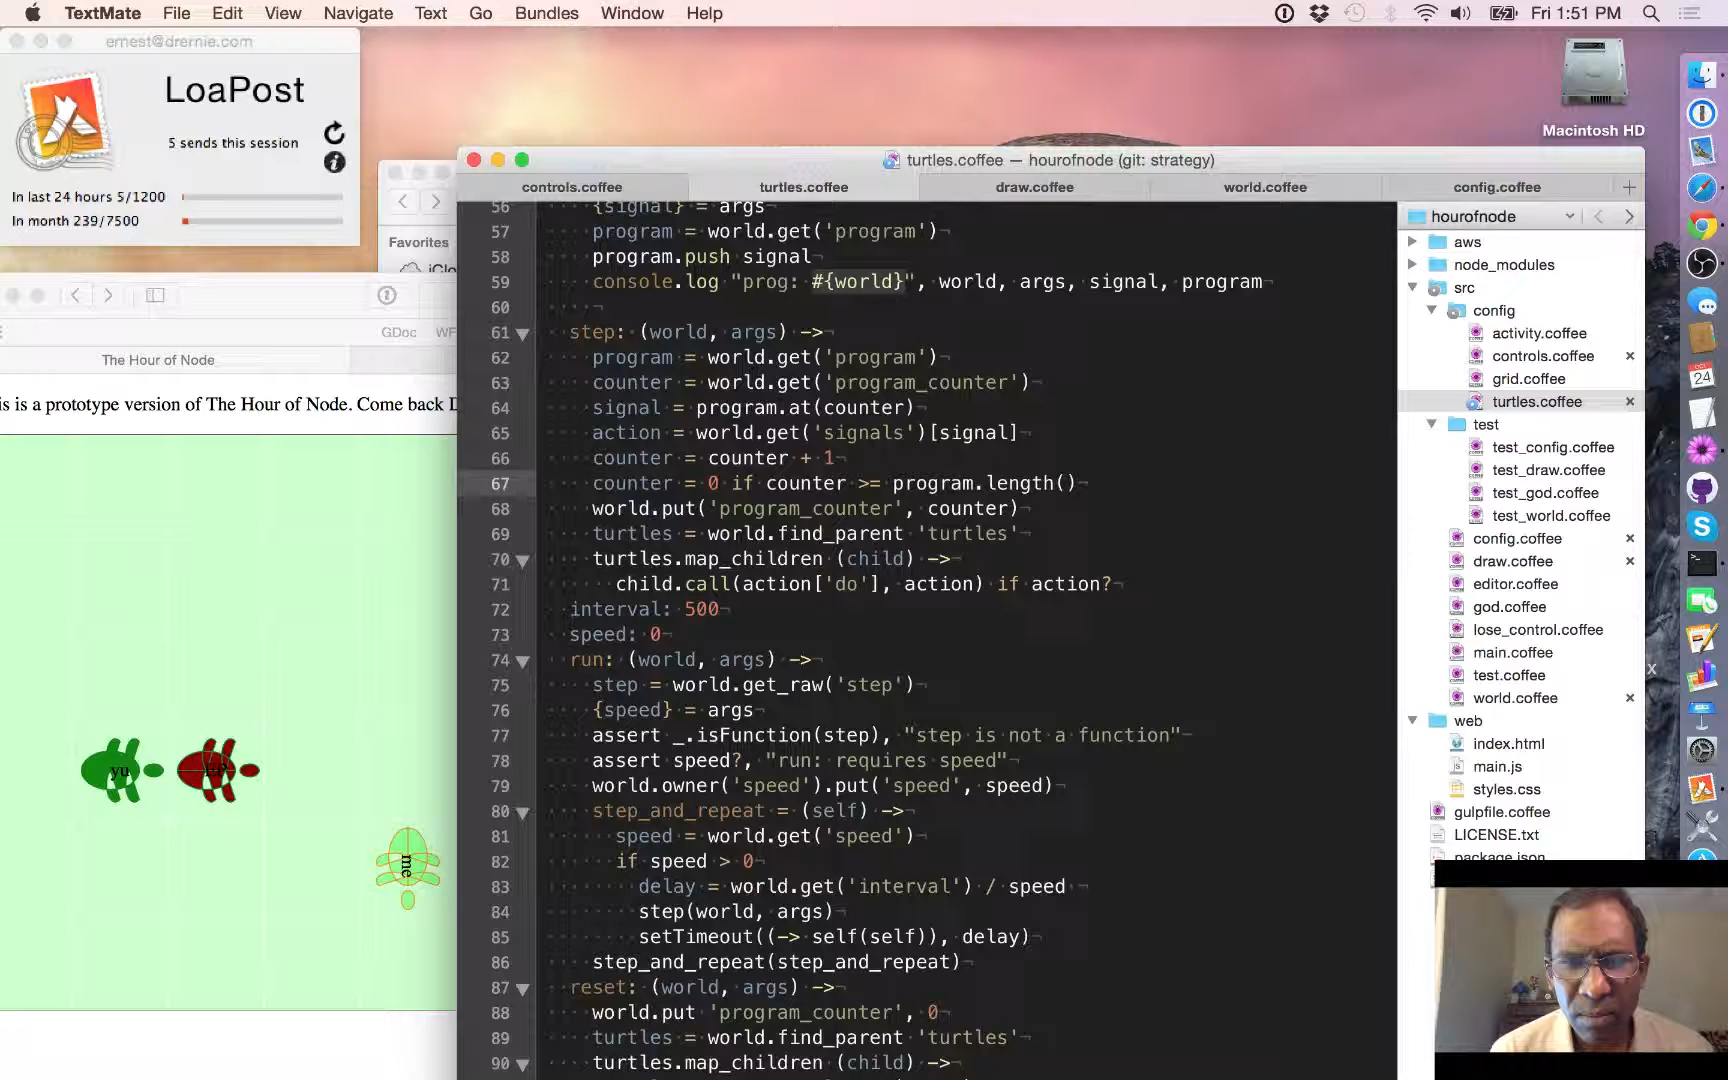 TextMate File Edit View Navigate Text Go Bundles Window Help Fri 1:51 PM
ernest@drernie.com
LoaPost
5 sends this session
In last 24 hours 5/1200
In month 239/7500
Macintosh HD
Favorites
GDoc
The Hour of Node
is is a prototype version of The Hour of Node. Come back
yu
me
turtles.coffee — hourofnode (git: strategy)
controls.coffee turtles.coffee draw.coffee world.coffee config.coffee
56 {signal} = args
57 program = world.get('program')
58 program.push signal
59 console.log "prog: #{world}", world, args, signal, program
60
61 step: (world, args) ->
62 program = world.get('program')
63 counter = world.get('program_counter')
64 signal = program.at(counter)
65 action = world.get('signals')[signal]
66 counter = counter + 1
67 counter = 0 if counter >= program.length()
68 world.put('program_counter', counter)
69 turtles = world.find_parent 'turtles'
70 turtles.map_children (child) ->
71 child.call(action['do'], action) if action?
72 interval: 500
73 speed: 0
74 run: (world, args) ->
75 step = world.get_raw('step')
76 {speed} = args
77 assert _.isFunction(step), "step is not a function"
78 assert speed?, "run: requires speed"
79 world.owner('speed').put('speed', speed)
80 step_and_repeat = (self) ->
81 speed = world.get('speed')
82 if speed > 0
83 delay = world.get('interval') / speed
84 step(world, args)
85 setTimeout((-> self(self)), delay)
86 step_and_repeat(step_and_repeat)
87 reset: (world, args) ->
88 world.put 'program_counter', 0
89 turtles = world.find_parent 'turtles'
90 turtles.map_children (child) ->
hourofnode
aws
node_modules
src
config
activity.coffee
controls.coffee
grid.coffee
turtles.coffee
test
test_config.coffee
test_draw.coffee
test_god.coffee
test_world.coffee
config.coffee
draw.coffee
editor.coffee
god.coffee
lose_control.coffee
main.coffee
test.coffee
world.coffee
web
index.html
main.js
styles.css
gulpfile.coffee
LICENSE.txt
package.json